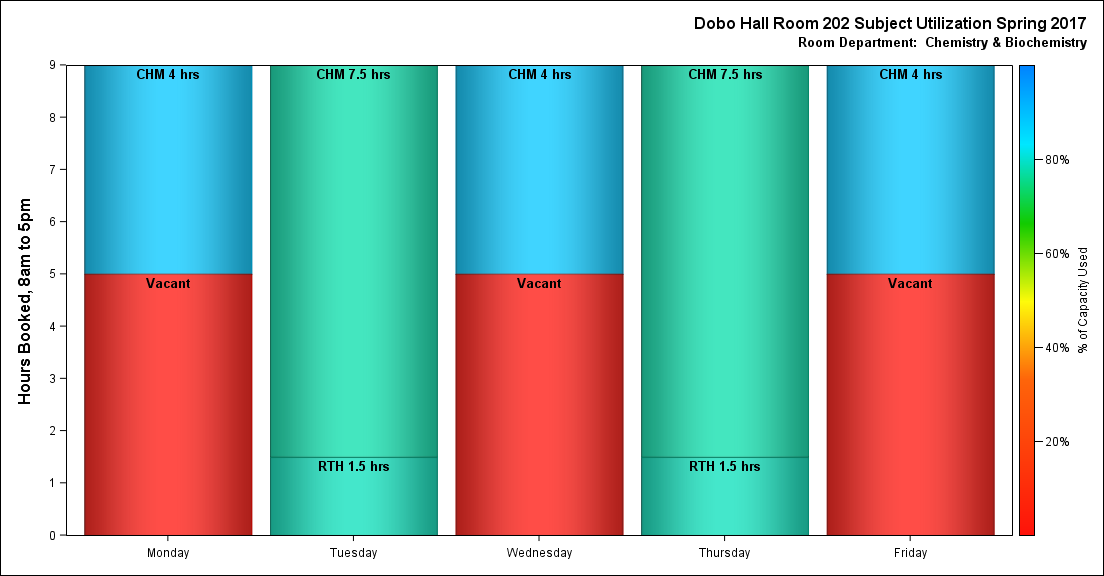 Dobo Hall Room 202 Subject Utilization Spring 2017
Room Department:  Chemistry & Biochemistry
Hours Booked, 8am to 5pm
9
8
7
6
5
4
3
2
1
0
CHM 4 hrs
CHM 7.5 hrs
CHM 4 hrs
CHM 7.5 hrs
CHM 4 hrs
Vacant
Vacant
Vacant
RTH 1.5 hrs
RTH 1.5 hrs
Monday
Tuesday
Wednesday
Thursday
Friday
80%
60%
40%
20%
% of Capacity Used